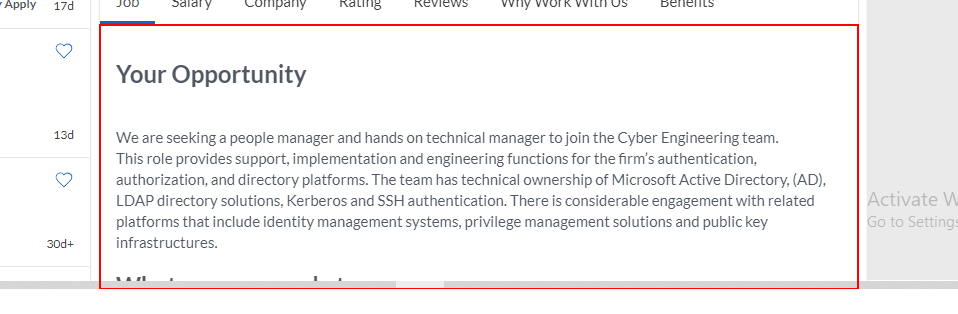 Apply 17d
Job Salary Company Rating Reviews Why Work With Us Benefits
Your Opportunity
13d
We are seeking a people manager and hands on technical manager to join the Cyber Engineering team.
This role provides support, implementation and engineering functions for the firm's authentication,
authorization, and directory platforms. The team has technical ownership of Microsoft Active Directory, (AD),
LDAP directory solutions, Kerberos and SSH authentication. There is considerable engagement with related
platforms that include identity management systems, privilege management solutions and public key
infrastructures.
30d+
Activate W
Go to Settings